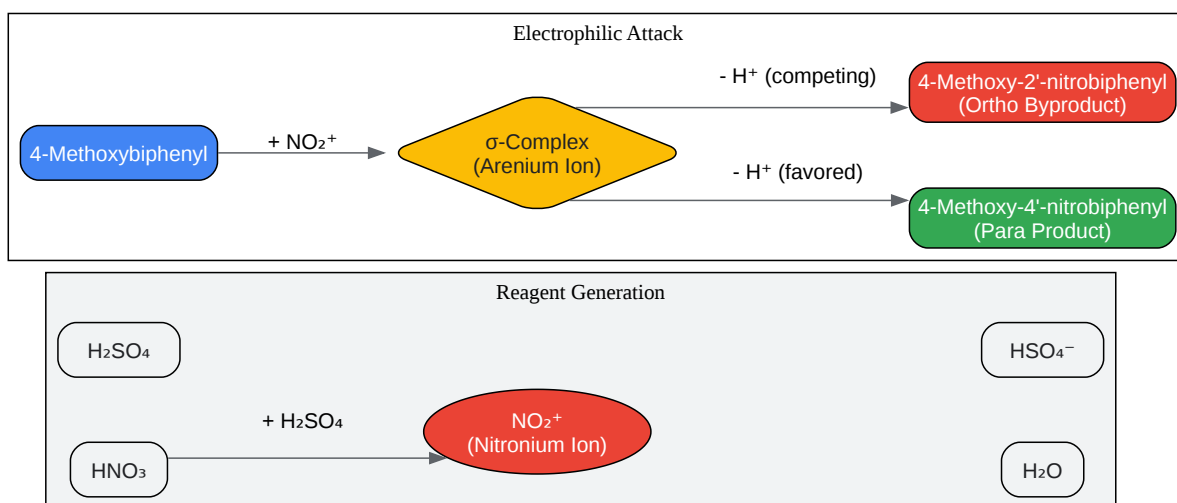 Electrophilic Attack
4-Methoxybiphenyl
+ NO₂⁺
σ-Complex
(Arenium Ion)
- H⁺ (competing)
4-Methoxy-2'-nitrobiphenyl
(Ortho Byproduct)
- H⁺ (favored)
4-Methoxy-4'-nitrobiphenyl
(Para Product)
Reagent Generation
H₂SO₄
HSO₄⁻
+ H₂SO₄
NO₂⁺
(Nitronium Ion)
HNO₃
H₂O